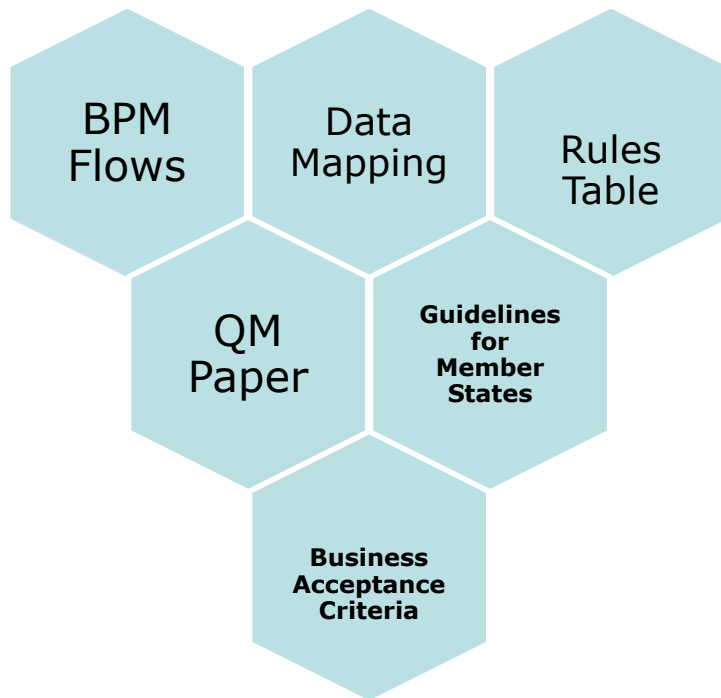 BPM
Flows
Data
Mapping
Rules
Table
QM
Paper
Guidelines
for
Member
States
Business
Acceptance
Criteria